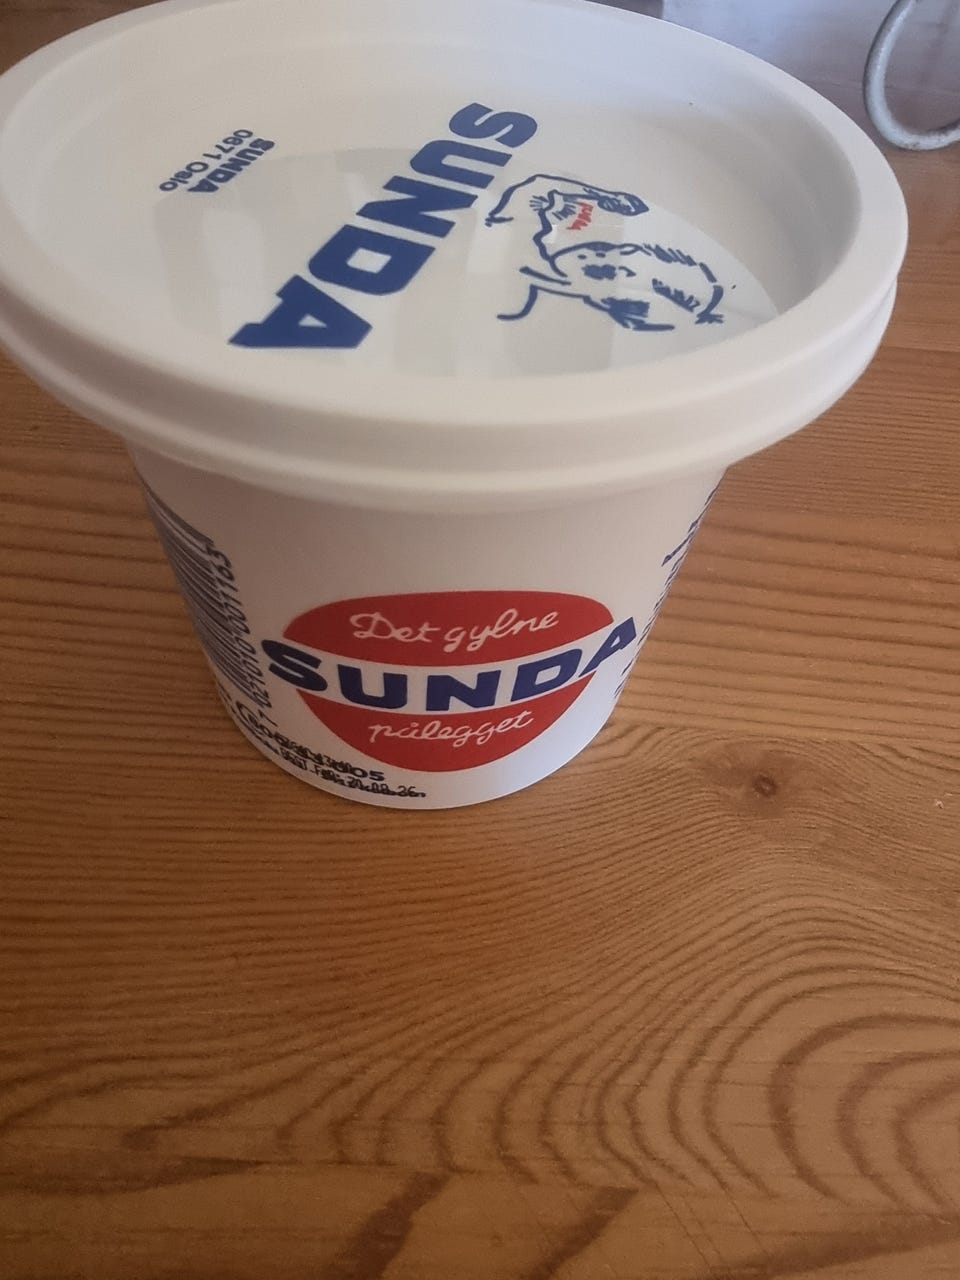 SUNDA
0671 Oslo
SUNDA
Det gylne
SUNDA
pålegget